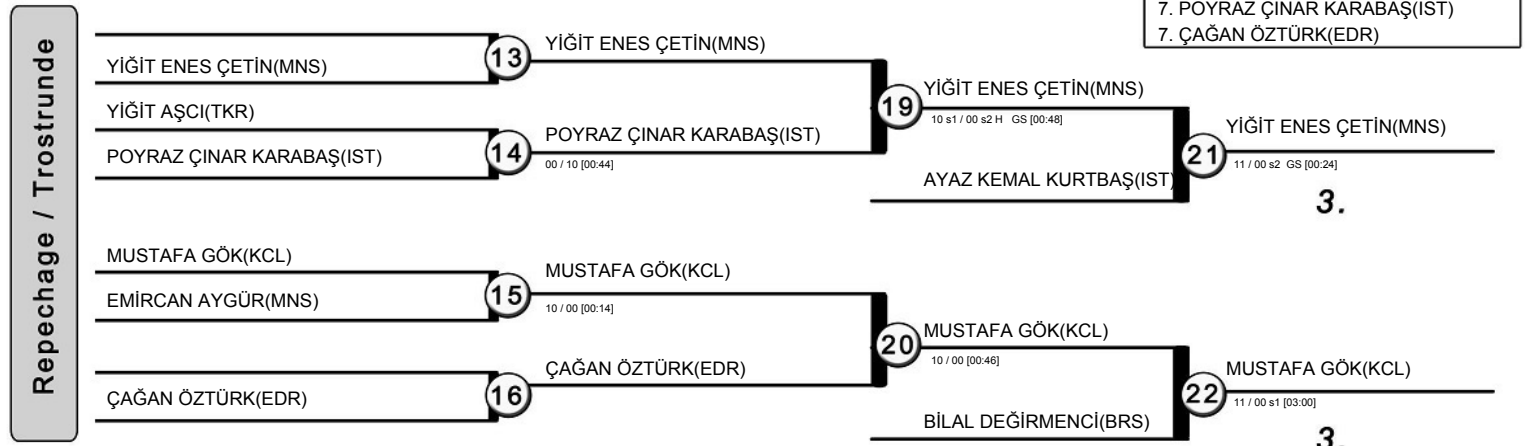 7. POYRAZ ÇINAR KARABAŞ(IST)
7. ÇAĞAN ÖZTÜRK(EDR)
Repechage / Trostrunde
YİĞİT ENES ÇETİN(MNS)
13
YİĞİT ENES ÇETİN(MNS)
YİĞİT AŞCI(TKR)
POYRAZ ÇINAR KARABAŞ(IST)
14
POYRAZ ÇINAR KARABAŞ(IST)
00 / 10 [00:44]
19
YİĞİT ENES ÇETİN(MNS)
10 s1 / 00 s2 H GS [00:48]
AYAZ KEMAL KURTBAŞ(IST)
21
YİĞİT ENES ÇETİN(MNS)
11 / 00 s2 GS [00:24]
3.
MUSTAFA GÖK(KCL)
EMİRCAN AYGÜR(MNS)
15
MUSTAFA GÖK(KCL)
10 / 00 [00:14]
ÇAĞAN ÖZTÜRK(EDR)
16
ÇAĞAN ÖZTÜRK(EDR)
20
MUSTAFA GÖK(KCL)
10 / 00 [00:46]
BİLAL DEĞİRMENCİ(BRS)
22
MUSTAFA GÖK(KCL)
11 / 00 s1 [03:00]
3.